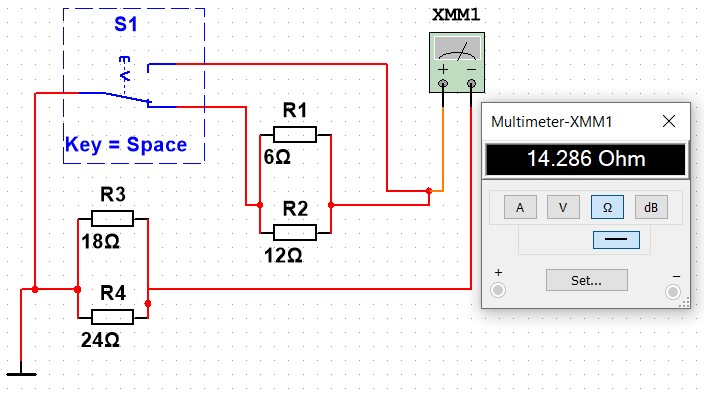 XMM1
S1
Key = Space
R1
6Ω
R2
12Ω
R3
18Ω
R4
24Ω
+ −
Multimeter-XMM1
14.286 Ohm
A V Ω dB
+ −
Set...